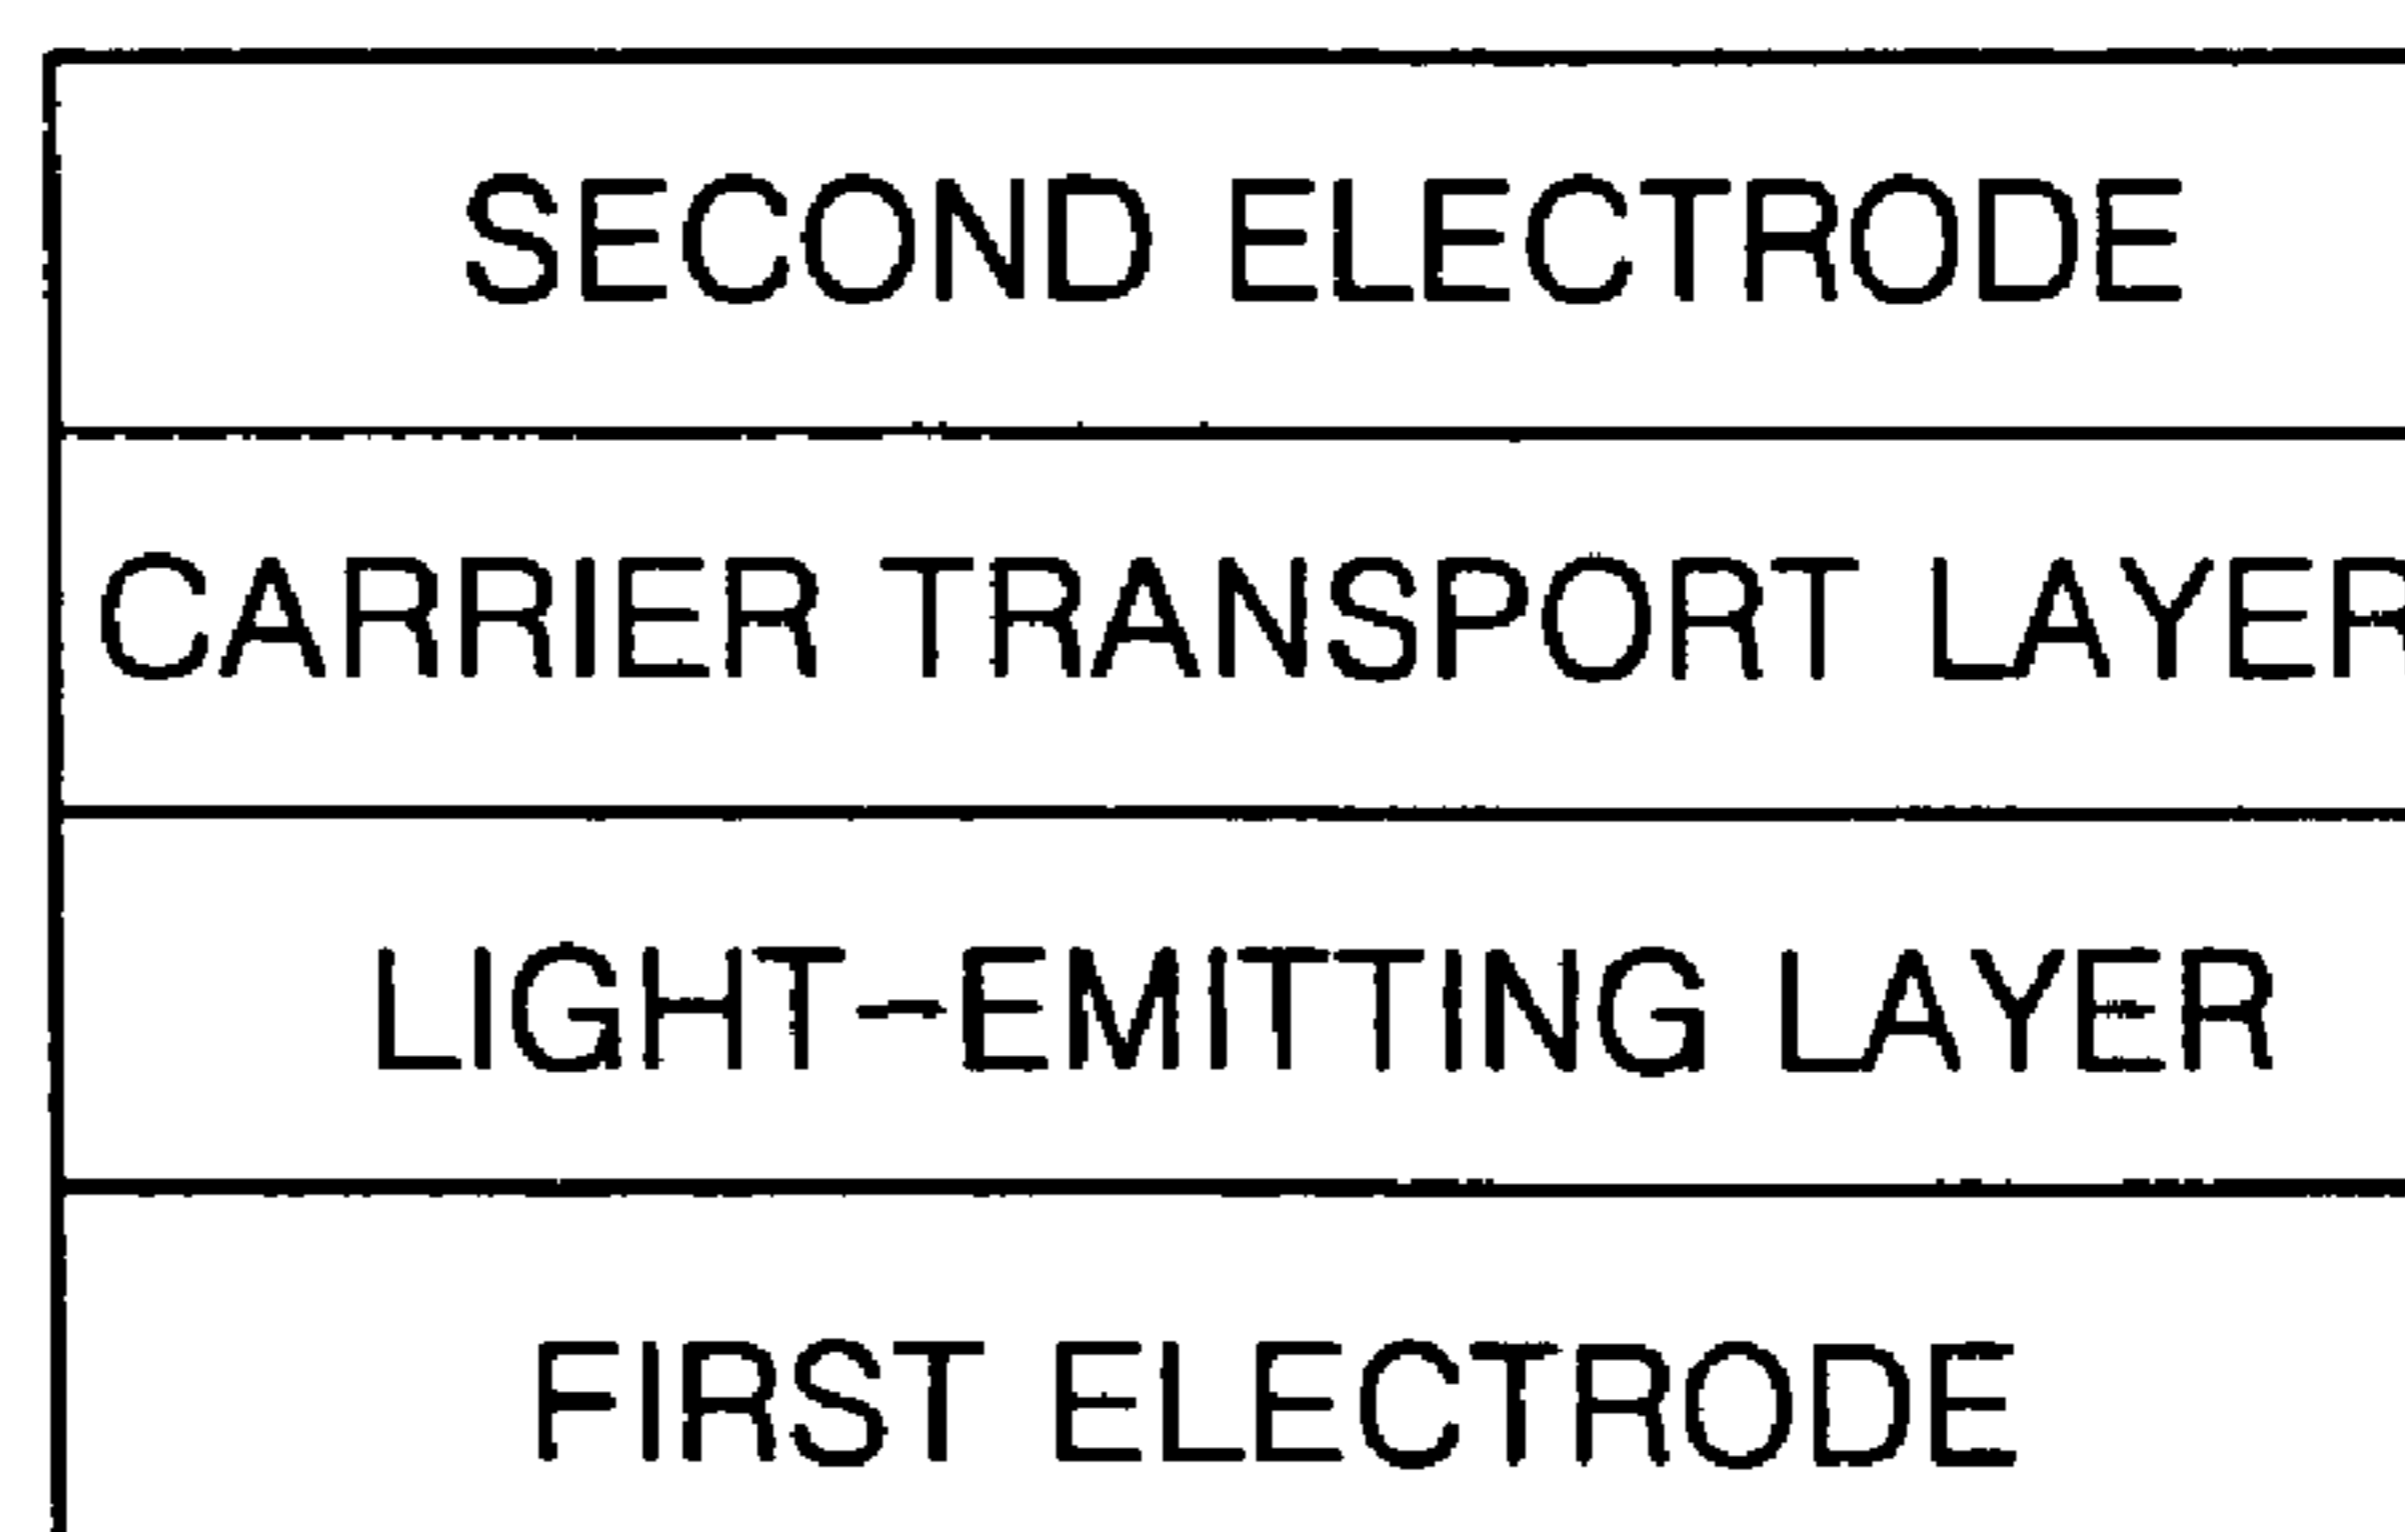 SECOND ELECTRODE
CARRIER TRANSPORT LAYER
LIGHT-EMITTING LAYER
FIRST ELECTRODE